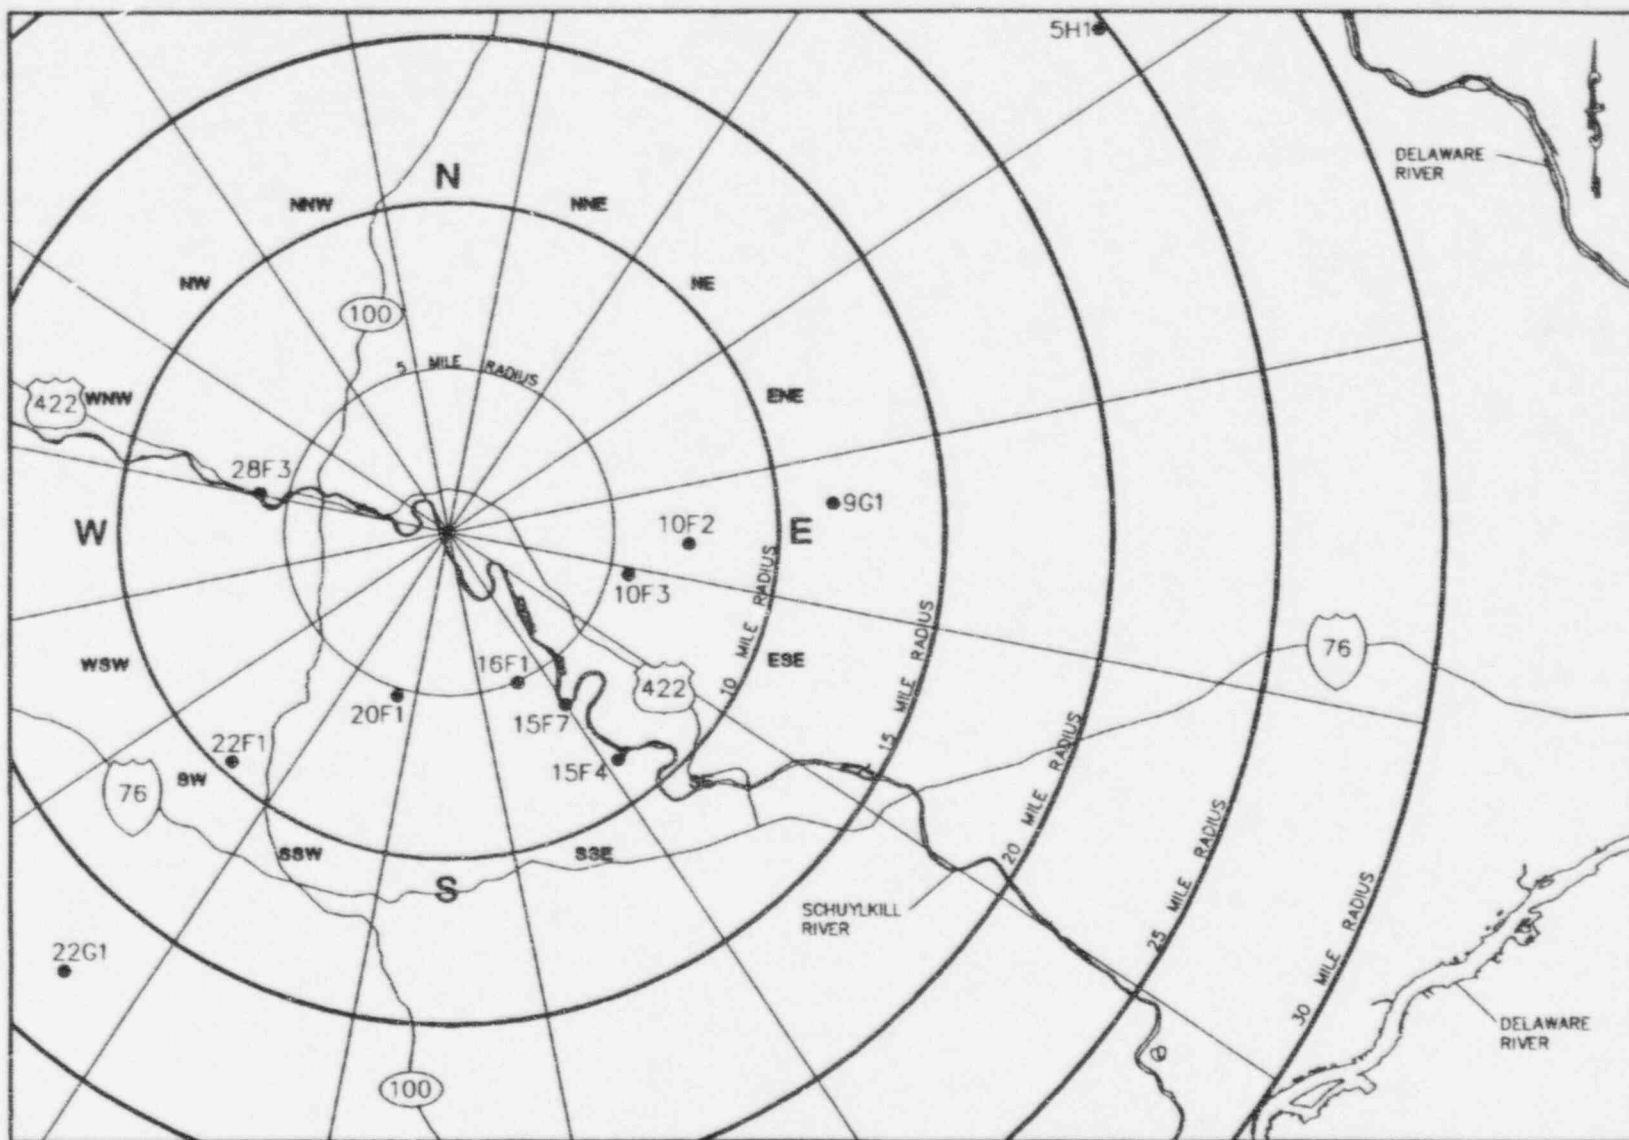 5H1
DELAWARE
RIVER
N
NNW
NNE
NW
NE
100
5 MILE RADIUS
422
WNW
ENE
28F3
9G1
W
10F2
E
10F3
WSW
ESE
16F1
422
76
20F1
15F7
22F1
15F4
SW
76
10 MILE RADIUS
15 MILE RADIUS
20 MILE RADIUS
25 MILE RADIUS
30 MILE RADIUS
SSW
SSE
S
SCHUYLKILL
RIVER
22G1
DELAWARE
RIVER
100